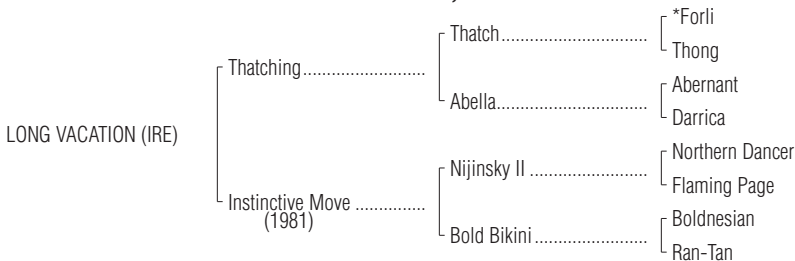 *Forli
Thatch
Thong
Thatching
Abernant
Abella
Darrica
LONG VACATION (IRE)
Northern Dancer
Nijinsky II
Flaming Page
Instinctive Move
(1981)
Boldnesian
Bold Bikini
Ran-Tan